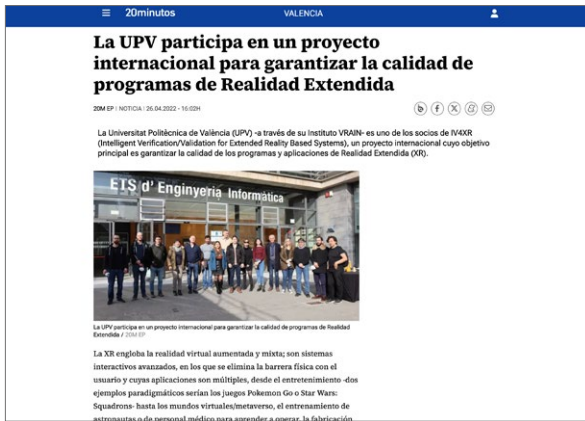 20minutos
VALENCIA
La UPV participa en un proyecto
internacional para garantizar la calidad de
programas de Realidad Extendida
20M EP | NOTICIA | 26.04.2022 - 16:02H
La Universitat Politècnica de València (UPV) -a través de su Instituto VRAIN- es uno de los socios de IV4XR
(Intelligent Verification/Validation for Extended Reality Based Systems), un proyecto internacional cuyo objetivo
principal es garantizar la calidad de los programas y aplicaciones de Realidad Extendida (XR).
ETS d' Enginyeria Informàtica
La UPV participa en un proyecto internacional para garantizar la calidad de programas de Realidad
Extendida / 20M EP
La XR engloba la realidad virtual aumentada y mixta; son sistemas
interactivos avanzados, en los que se elimina la barrera física con el
usuario y cuyas aplicaciones son múltiples, desde el entretenimiento -dos
ejemplos paradigmáticos serían los juegos Pokemon Go o Star Wars:
Squadrons- hasta los mundos virtuales/metaverso, el entrenamiento de
astronautas o de personal médico para aprender a operar, la fabricación